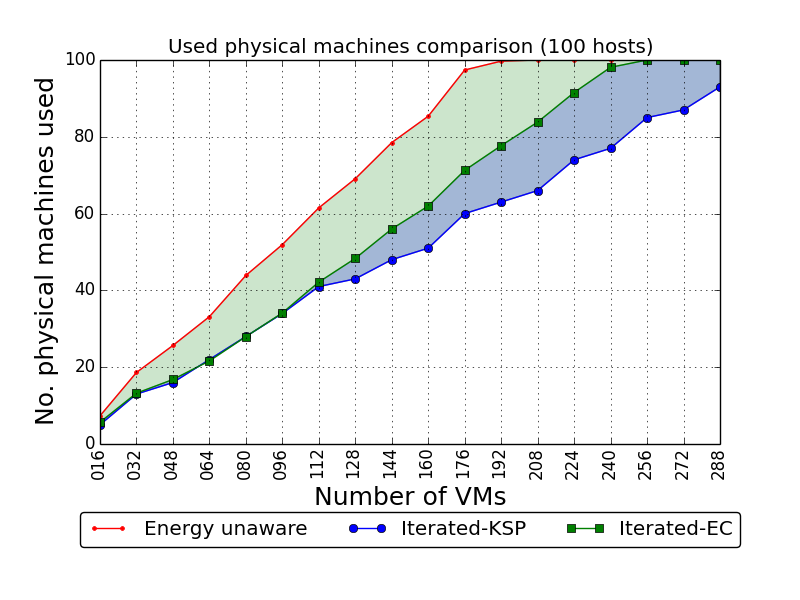 Used physical machines comparison (100 hosts)
No. physical machines used
100
80
60
40
20
0
016 032 048 064 080 096 112 128 144 160 176 192 208 224 240 256 272 288
Number of VMs
Energy unaware Iterated-KSP Iterated-EC